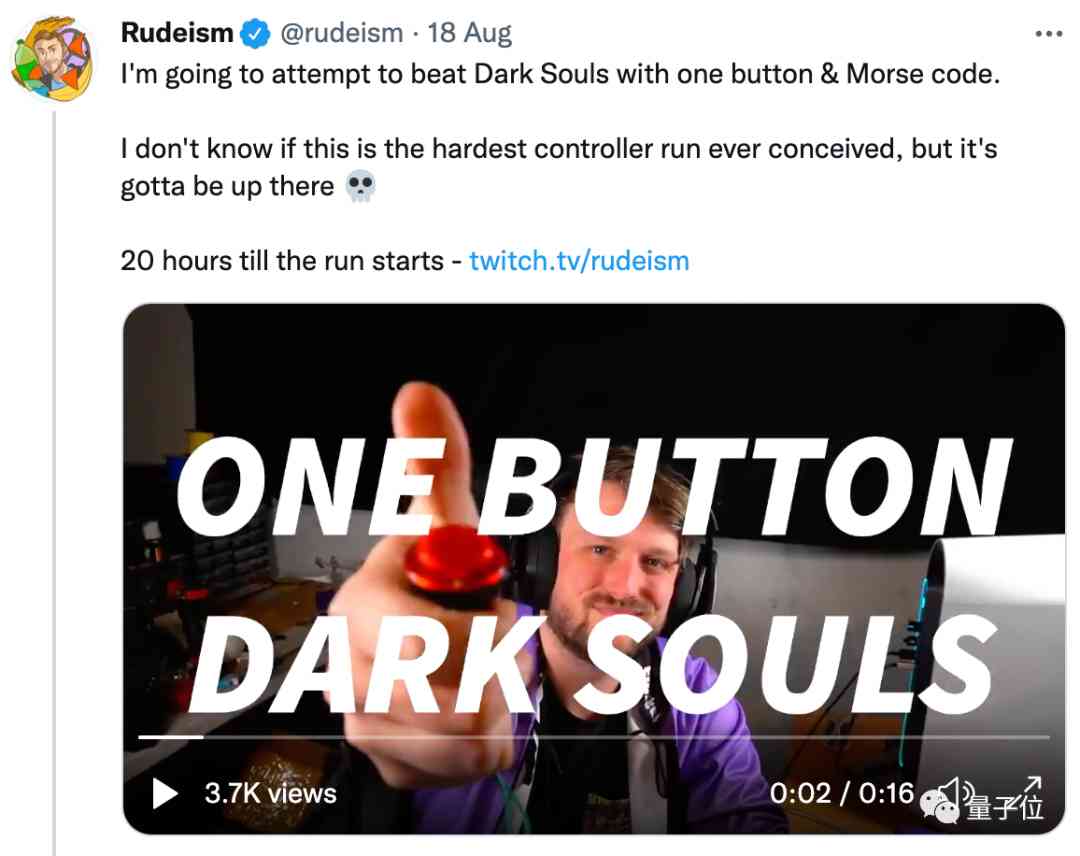 Rudeism @rudeism · 18 Aug
I'm going to attempt to beat Dark Souls with one button & Morse code.
I don't know if this is the hardest controller run ever conceived, but it's
gotta be up there 💀
20 hours till the run starts - twitch.tv/rudeism
ONE BUTTON
DARK SOULS
3.7K views 0:02 / 0:16
量子位